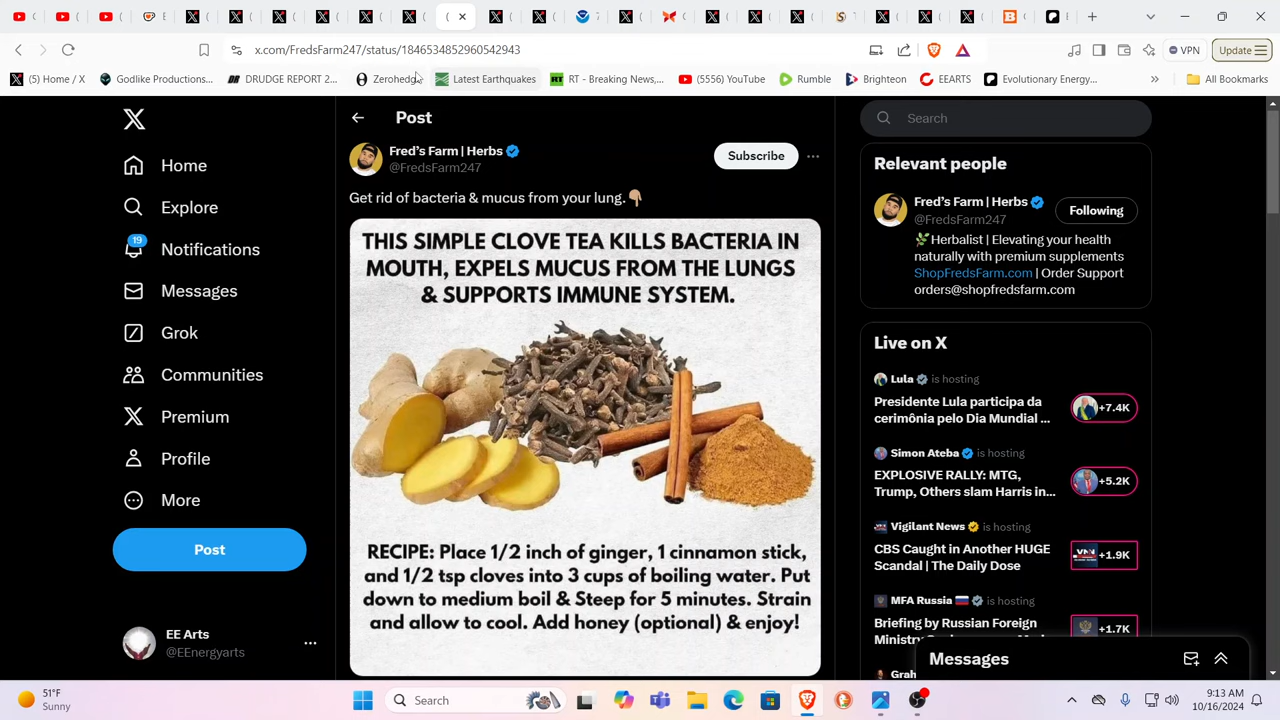 x.com/FredsFarm247/status/1846534852960542943
VPN
Update
(5) Home / X
Godlike Productions...
DRUDGE REPORT 2...
Zerohedg
Latest Earthquakes
RT - Breaking News,...
(5556) YouTube
Rumble
Brighteon
EEARTS
Evolutionary Energy...
»
All Bookmarks
Home
Explore
19
Notifications
Messages
Grok
Communities
Premium
Profile
More
Post
EE Arts
@EEnergyarts
Post
Fred's Farm | Herbs
@FredsFarm247
Subscribe
Get rid of bacteria & mucus from your lung.👇🏽
THIS SIMPLE CLOVE TEA KILLS BACTERIA IN
MOUTH, EXPELS MUCUS FROM THE LUNGS
& SUPPORTS IMMUNE SYSTEM.
RECIPE: Place 1/2 inch of ginger, 1 cinnamon stick,
and 1/2 tsp cloves into 3 cups of boiling water. Put
down to medium boil & Steep for 5 minutes. Strain
and allow to cool. Add honey (optional) & enjoy!
Search
Relevant people
Fred's Farm | Herbs
@FredsFarm247
Following
🌿Herbalist | Elevating your health
naturally with premium supplements
ShopFredsFarm.com | Order Support
orders@shopfredsfarm.com
Live on X
Lula is hosting
Presidente Lula participa da
cerimônia pelo Dia Mundial ...
+7.4K
Simon Ateba is hosting
EXPLOSIVE RALLY: MTG,
Trump, Others slam Harris in...
+5.2K
Vigilant News is hosting
CBS Caught in Another HUGE
Scandal | The Daily Dose
+1.9K
MFA Russia 🇷🇺 is hosting
Briefing by Russian Foreign
+1.7K
Messages
51°F
Sunny
Search
9:13 AM
10/16/2024